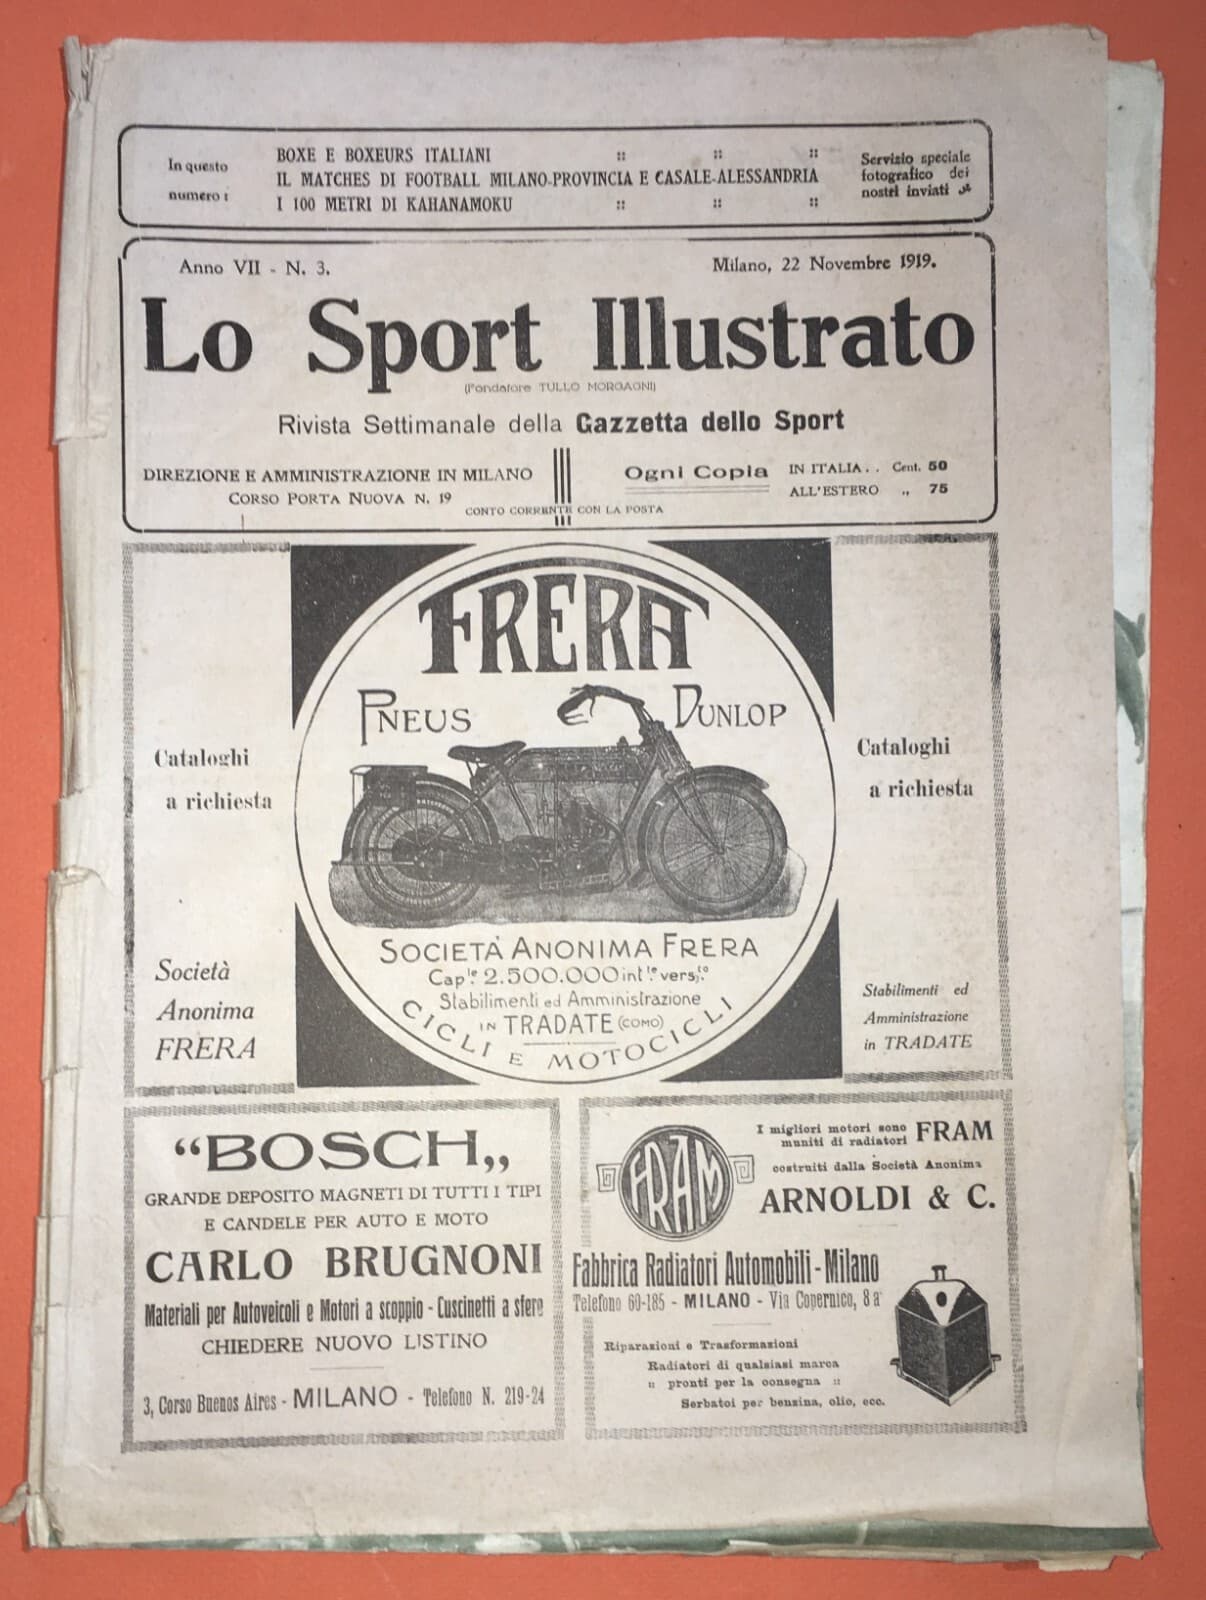 In questo
numero:
BOXE E BOXEURS ITALIANI :: :: ::
IL MATCHES DI FOOTBALL MILANO-PROVINCIA E CASALE-ALESSANDRIA
I 100 METRI DI KAHANAMOKU :: :: ::
Servizio speciale
fotografico dei
nostri inviati
Anno VII - N. 3.
Milano, 22 Novembre 1919.
Lo Sport Illustrato
(Fondatore TULLO MORGAGNI)
Rivista Settimanale della Gazzetta dello Sport
DIREZIONE E AMMINISTRAZIONE IN MILANO
CORSO PORTA NUOVA N. 19
Ogni Copia
IN ITALIA . . Cent. 50
ALL'ESTERO „ 75
CONTO CORRENTE CON LA POSTA
FRERA
PNEUS DUNLOP
Cataloghi
a richiesta
Cataloghi
a richiesta
SOCIETÀ ANONIMA FRERA
Cap.le 2.500.000 int.te vers.to
Stabilimenti ed Amministrazione
IN TRADATE (COMO)
CICLI E MOTOCICLI
Società
Anonima
FRERA
Stabilimenti ed
Amministrazione
in TRADATE
“BOSCH„
GRANDE DEPOSITO MAGNETI DI TUTTI I TIPI
E CANDELE PER AUTO E MOTO
CARLO BRUGNONI
Materiali per Autoveicoli e Motori a scoppio - Cuscinetti a sfere
CHIEDERE NUOVO LISTINO
3, Corso Buenos Aires - MILANO - Telefono N. 219-24
FRAM
I migliori motori sono
muniti di radiatori FRAM
costruiti dalla Società Anonima
ARNOLDI & C.
Fabbrica Radiatori Automobili - Milano
Telefono 60-185 - MILANO - Via Copernico, 8a
Riparazioni e Trasformazioni
Radiatori di qualsiasi marca
:: pronti per la consegna ::
Serbatoi per benzina, olio, ecc.